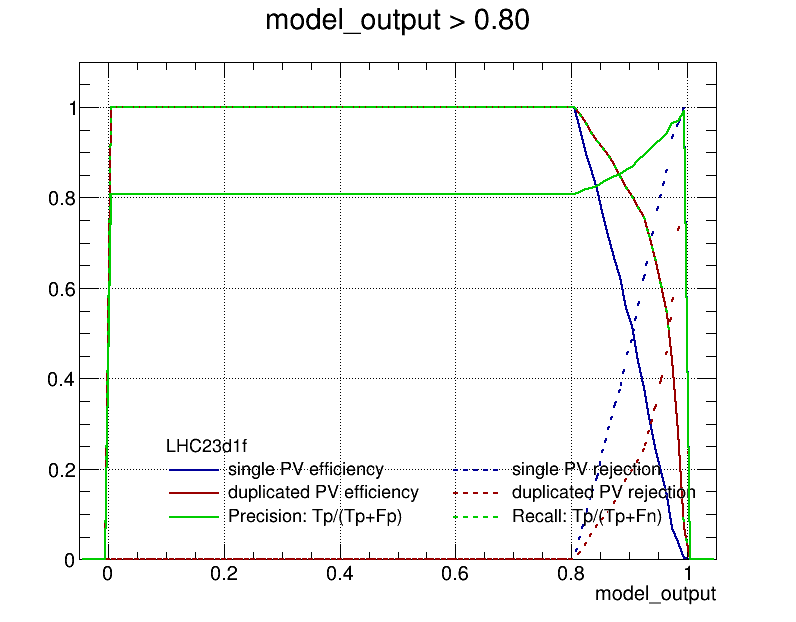 model_output > 0.80
1
0.8
0.6
0.4
0.2
0
LHC23d1f
single PV efficiency
single PV rejection
duplicated PV efficiency
duplicated PV rejection
Precision: Tp/(Tp+Fp)
Recall: Tp/(Tp+Fn)
0
0.2
0.4
0.6
0.8
1
model_output